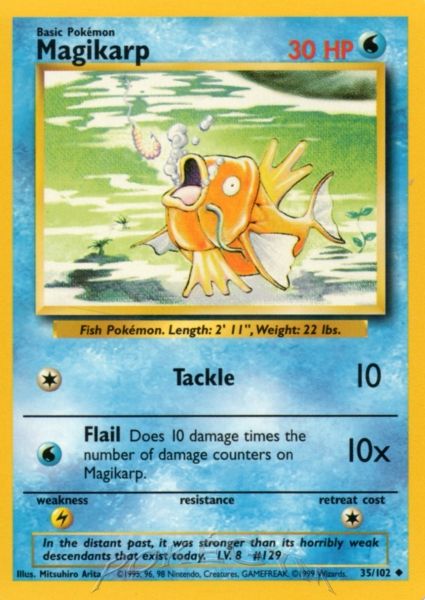 Basic Pokémon
Magikarp 30 HP
Fish Pokémon. Length: 2' 11", Weight: 22 lbs.
Tackle 10
Flail Does 10 damage times the
number of damage counters on
Magikarp.
10x
weakness resistance retreat cost
In the distant past, it was stronger than its horribly weak
descendants that exist today. LV. 8 #129
Illus. Mitsuhiro Arita ©1995, 96, 98 Nintendo, Creatures, GAMEFREAK. ©1999 Wizards. 35/102